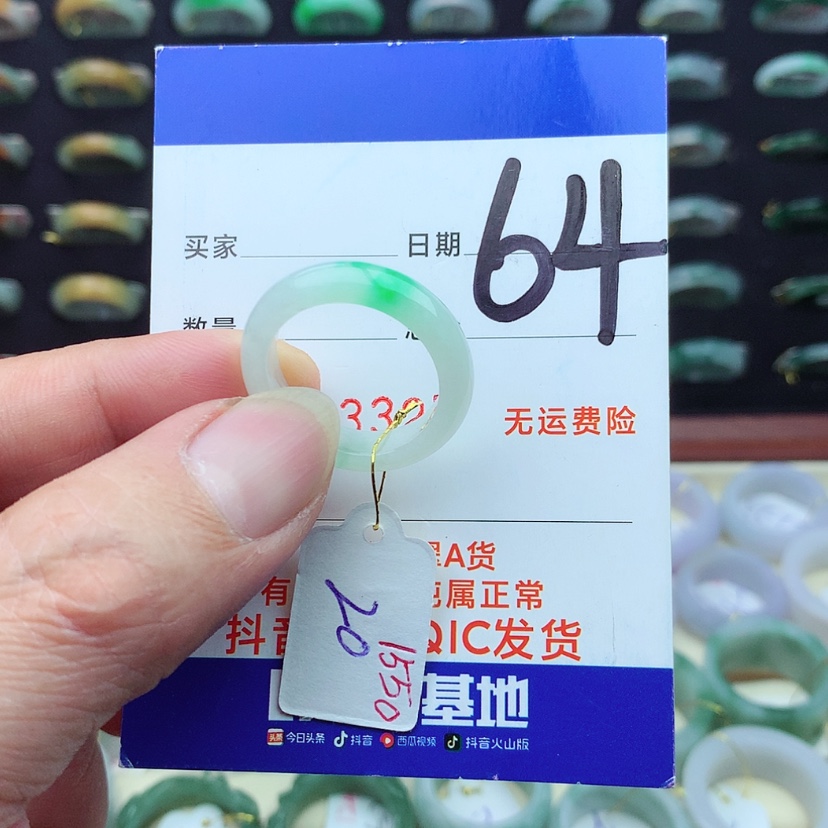 64
买家 日期
数量
339
无运费险
A货
有 属正常
抖音 QIC发货
20
1550
基地
今日头条 抖音 西瓜视频 抖音火山版